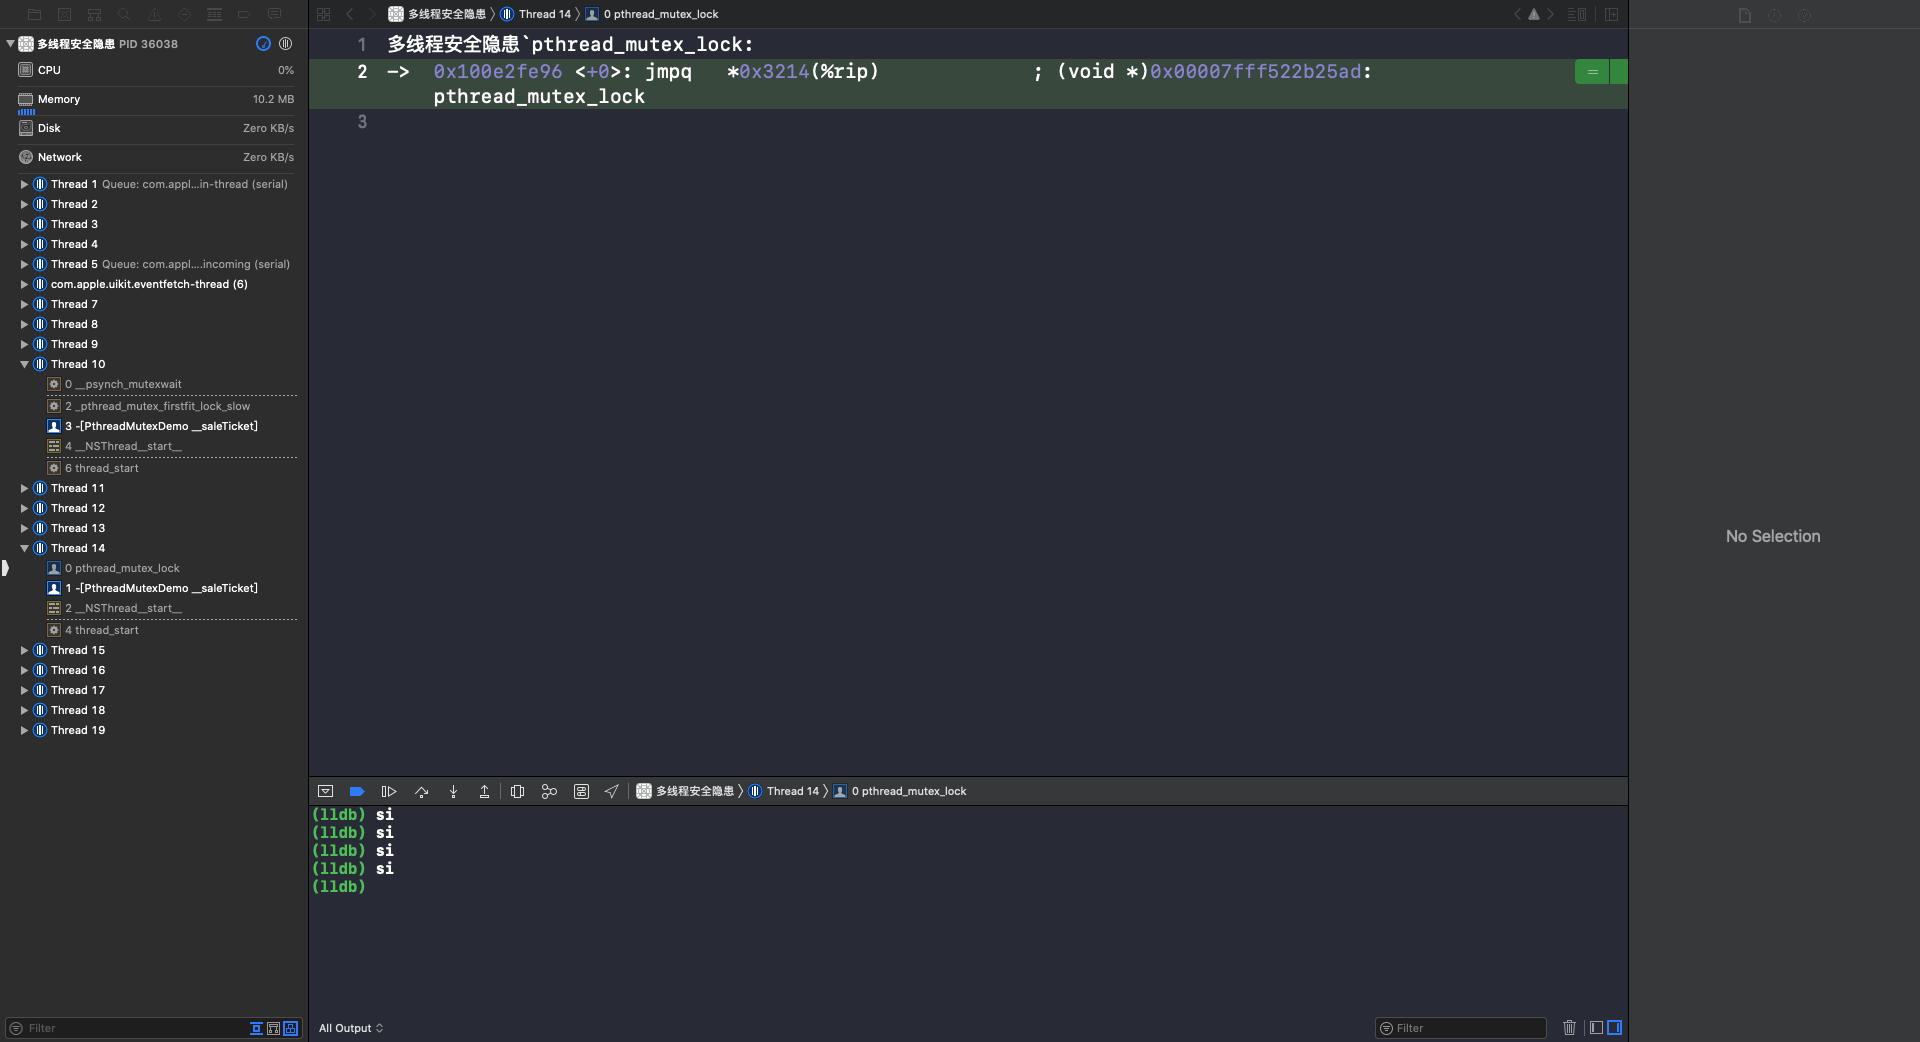 多线程安全隐患 PID 36038
CPU 0%
Memory 10.2 MB
Disk Zero KB/s
Network Zero KB/s
Thread 1 Queue: com.appl...in-thread (serial)
Thread 2
Thread 3
Thread 4
Thread 5 Queue: com.appl....incoming (serial)
com.apple.uikit.eventfetch-thread (6)
Thread 7
Thread 8
Thread 9
Thread 10
0 __psynch_mutexwait
2 _pthread_mutex_firstfit_lock_slow
3 -[PthreadMutexDemo __saleTicket]
4 __NSThread__start__
6 thread_start
Thread 11
Thread 12
Thread 13
Thread 14
0 pthread_mutex_lock
1 -[PthreadMutexDemo __saleTicket]
2 __NSThread__start__
4 thread_start
Thread 15
Thread 16
Thread 17
Thread 18
Thread 19
Filter
多线程安全隐患 Thread 14 0 pthread_mutex_lock
1 多线程安全隐患`pthread_mutex_lock:
2 -> 0x100e2fe96 <+0>: jmpq *0x3214(%rip) ; (void *)0x00007fff522b25ad:
pthread_mutex_lock
3
多线程安全隐患 Thread 14 0 pthread_mutex_lock
(lldb) si
(lldb) si
(lldb) si
(lldb) si
(lldb)
All Output
Filter
No Selection